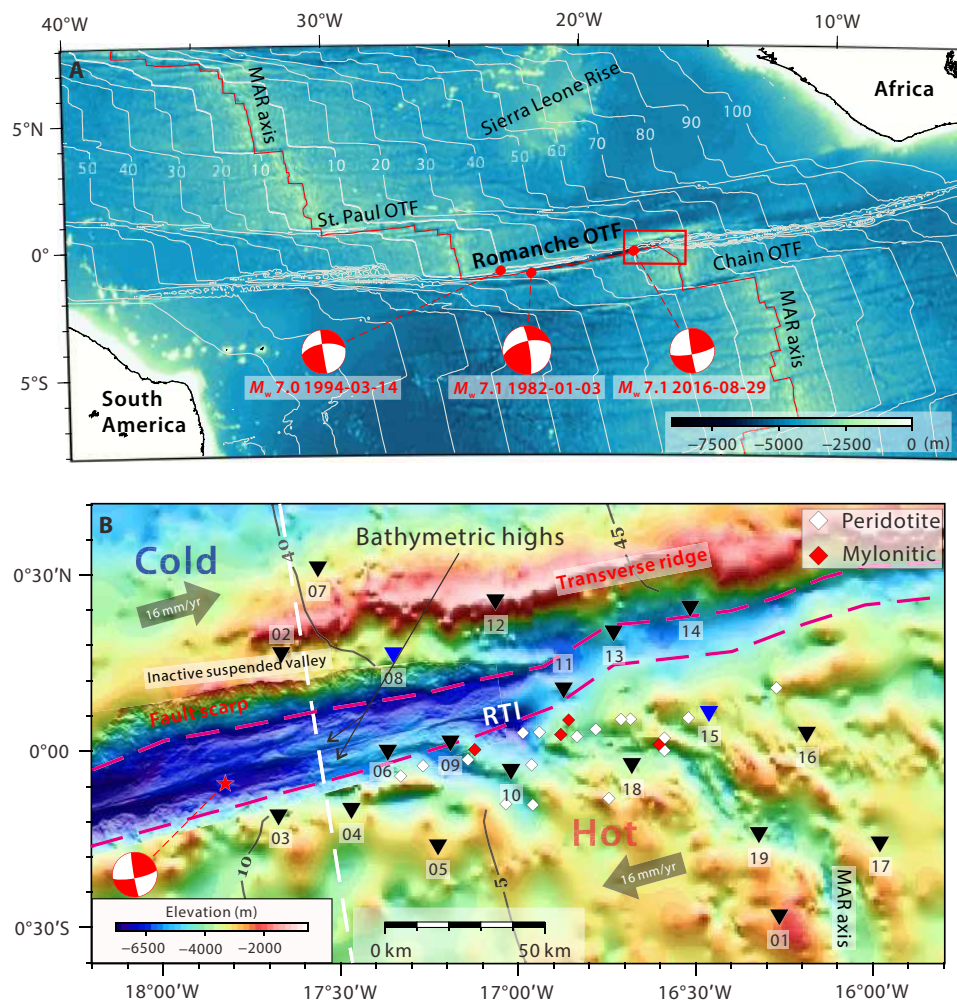 40°W
30°W
20°W
10°W
A
MAR axis
Sierra Leone Rise
Africa
5°N
50
40
30
20
10
10
20
30
40
50
60
70
80
90
100
St. Paul OTF
Romanche OTF
Chain OTF
0°
MAR axis
5°S
South
America
Mw 7.0 1994-03-14
Mw 7.1 1982-01-03
Mw 7.1 2016-08-29
−7500
−5000
−2500
0 (m)
B
Cold
16 mm/yr
40
Bathymetric highs
45
Peridotite
Mylonitic
0°30′N
07
Transverse ridge
02
12
14
13
Inactive suspended valley
08
11
Fault scarp
RTI
15
0°00′
06
09
10
18
16
03
04
05
Hot
10
5
16 mm/yr
19
17
MAR axis
01
0°30′S
Elevation (m)
−6500
−4000
−2000
0 km
50 km
18°00′W
17°30′W
17°00′W
16°30′W
16°00′W